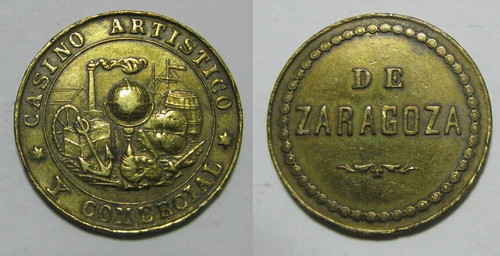 CASINO ARTISTICO
Y COMERCIAL
DE
ZARAGOZA